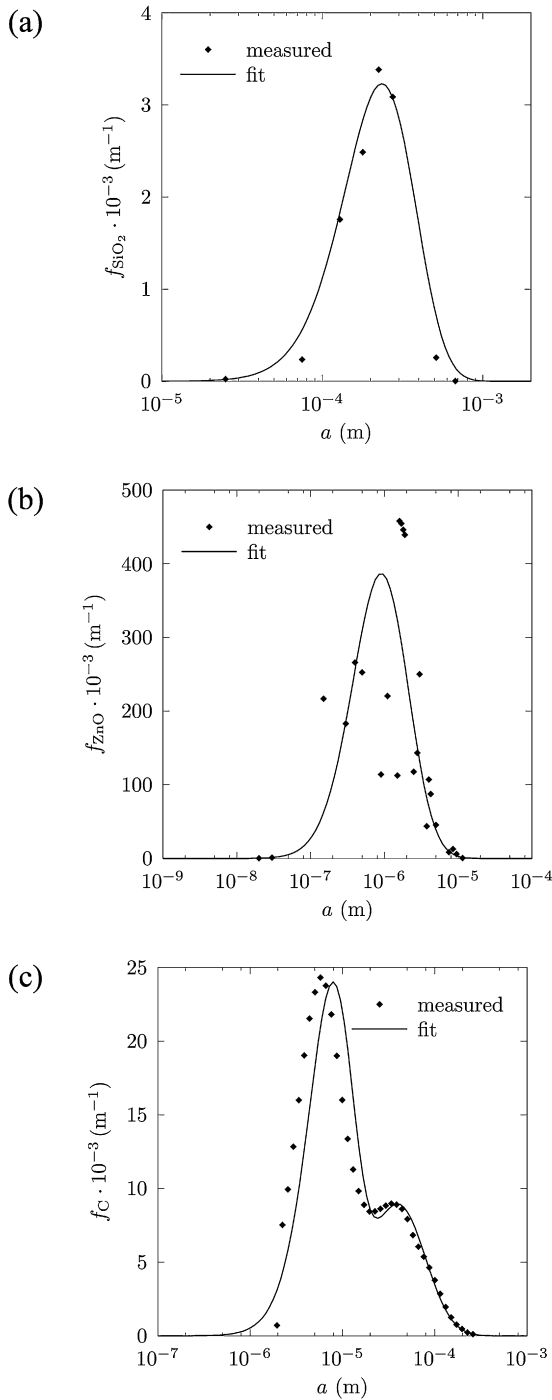 (a)
f_SiO₂ · 10⁻³ (m⁻¹)
4
3
2
1
0
measured
fit
10⁻⁵ 10⁻⁴ 10⁻³
a (m)
(b)
f_ZnO · 10⁻³ (m⁻¹)
500
400
300
200
100
0
measured
fit
10⁻⁹ 10⁻⁸ 10⁻⁷ 10⁻⁶ 10⁻⁵ 10⁻⁴
a (m)
(c)
f_C · 10⁻³ (m⁻¹)
25
20
15
10
5
0
measured
fit
10⁻⁷ 10⁻⁶ 10⁻⁵ 10⁻⁴ 10⁻³
a (m)